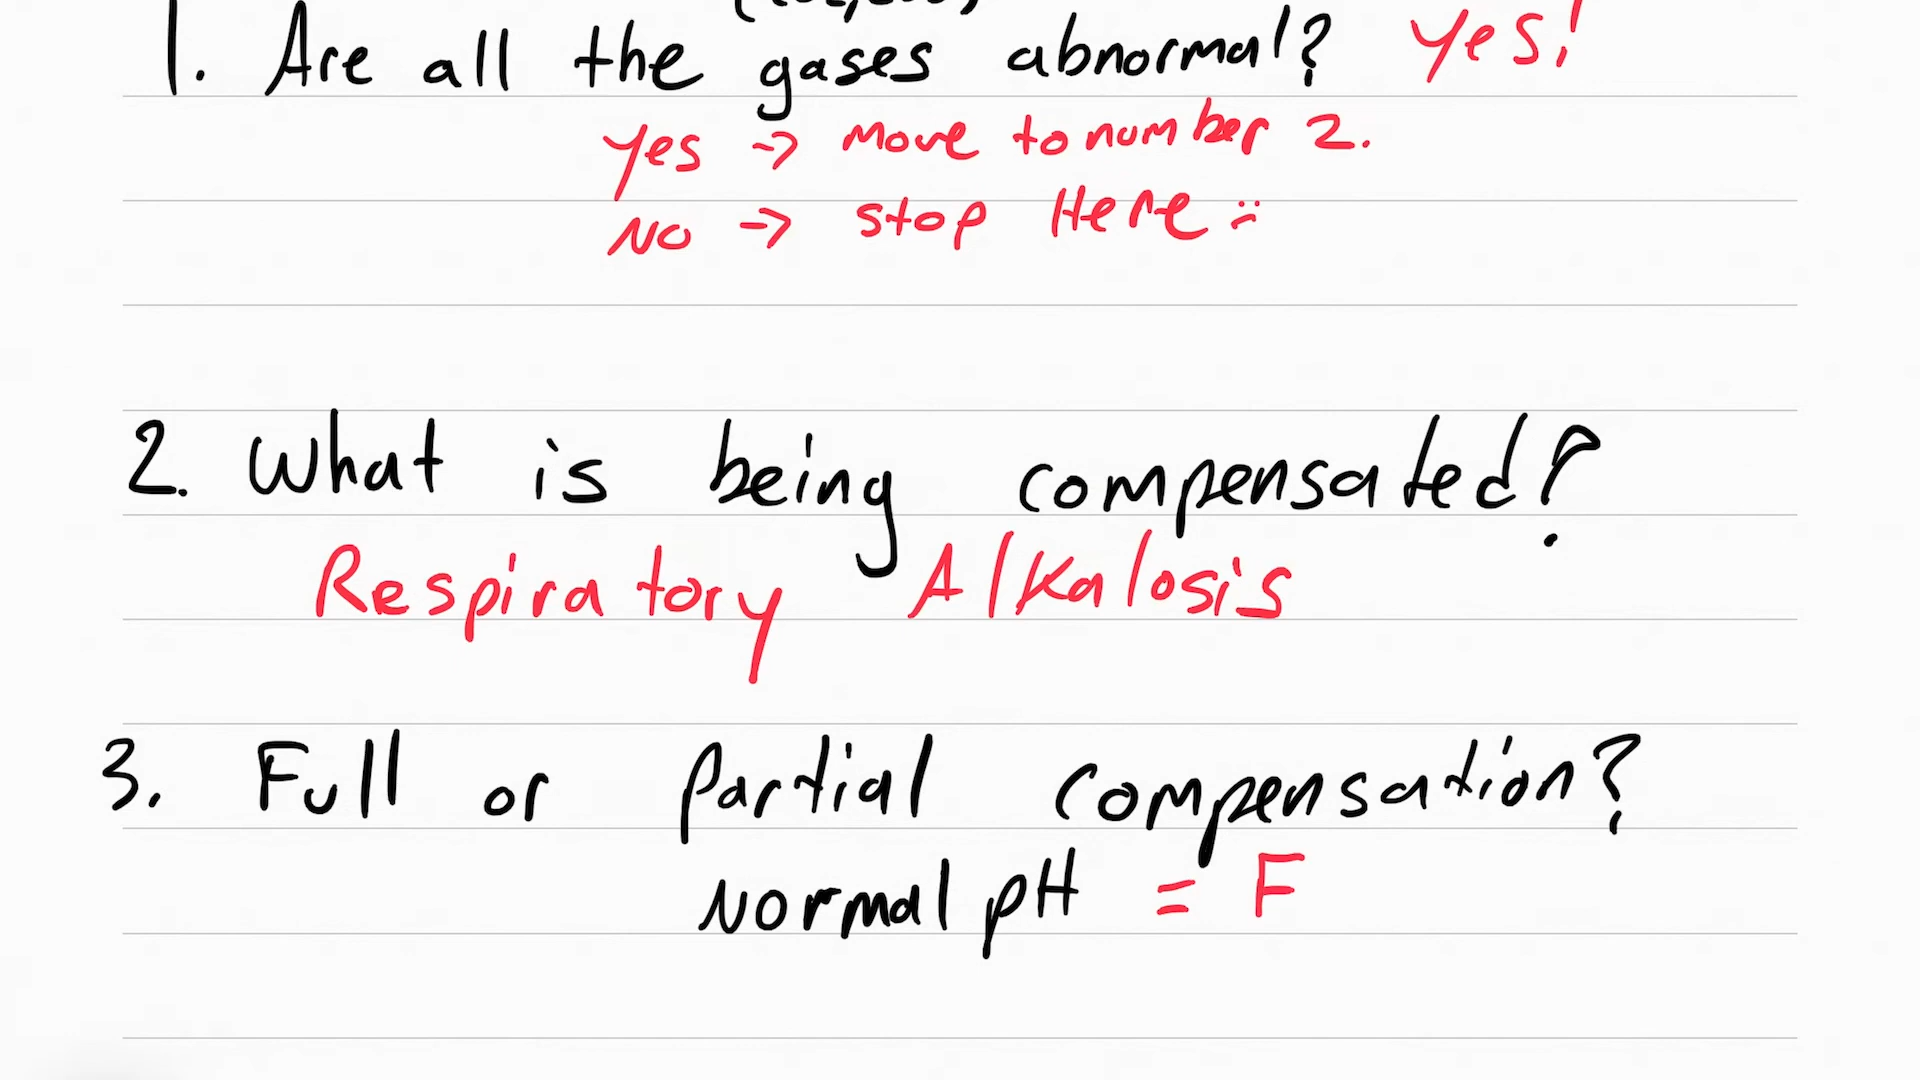 1. Are all the gases abnormal? Yes!
Yes -> Move to number 2.
NO -> Stop Here
2. What is being compensated?
Respiratory Alkalosis
3. Full or Partial compensation?
Normal pH = F